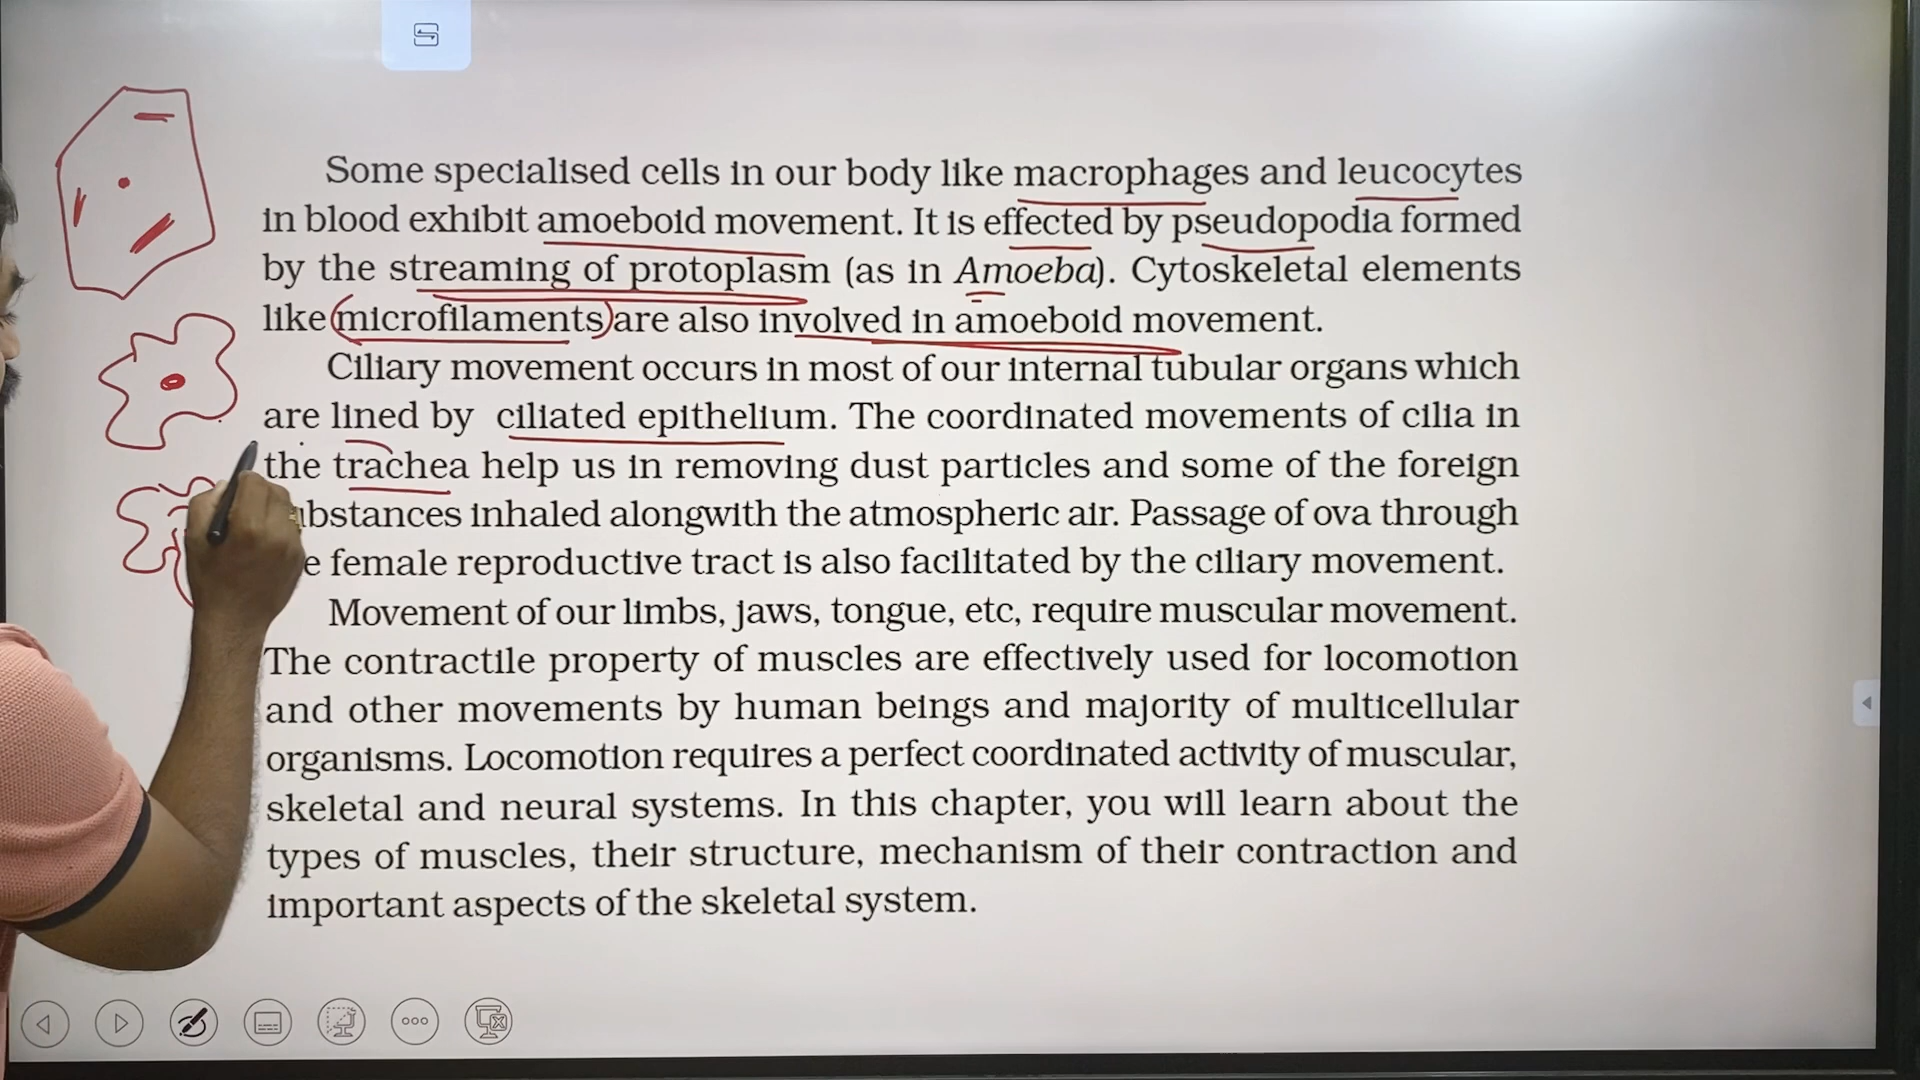 Some specialised cells in our body like macrophages and leucocytes
in blood exhibit amoeboid movement. It is effected by pseudopodia formed
by the streaming of protoplasm (as in Amoeba). Cytoskeletal elements
like microfilaments are also involved in amoeboid movement.
Ciliary movement occurs in most of our internal tubular organs which
are lined by ciliated epithelium. The coordinated movements of cilia in
the trachea help us in removing dust particles and some of the foreign
bstances inhaled alongwith the atmospheric air. Passage of ova through
e female reproductive tract is also facilitated by the ciliary movement.
Movement of our limbs, jaws, tongue, etc, require muscular movement.
The contractile property of muscles are effectively used for locomotion
and other movements by human beings and majority of multicellular
organisms. Locomotion requires a perfect coordinated activity of muscular,
skeletal and neural systems. In this chapter, you will learn about the
types of muscles, their structure, mechanism of their contraction and
important aspects of the skeletal system.